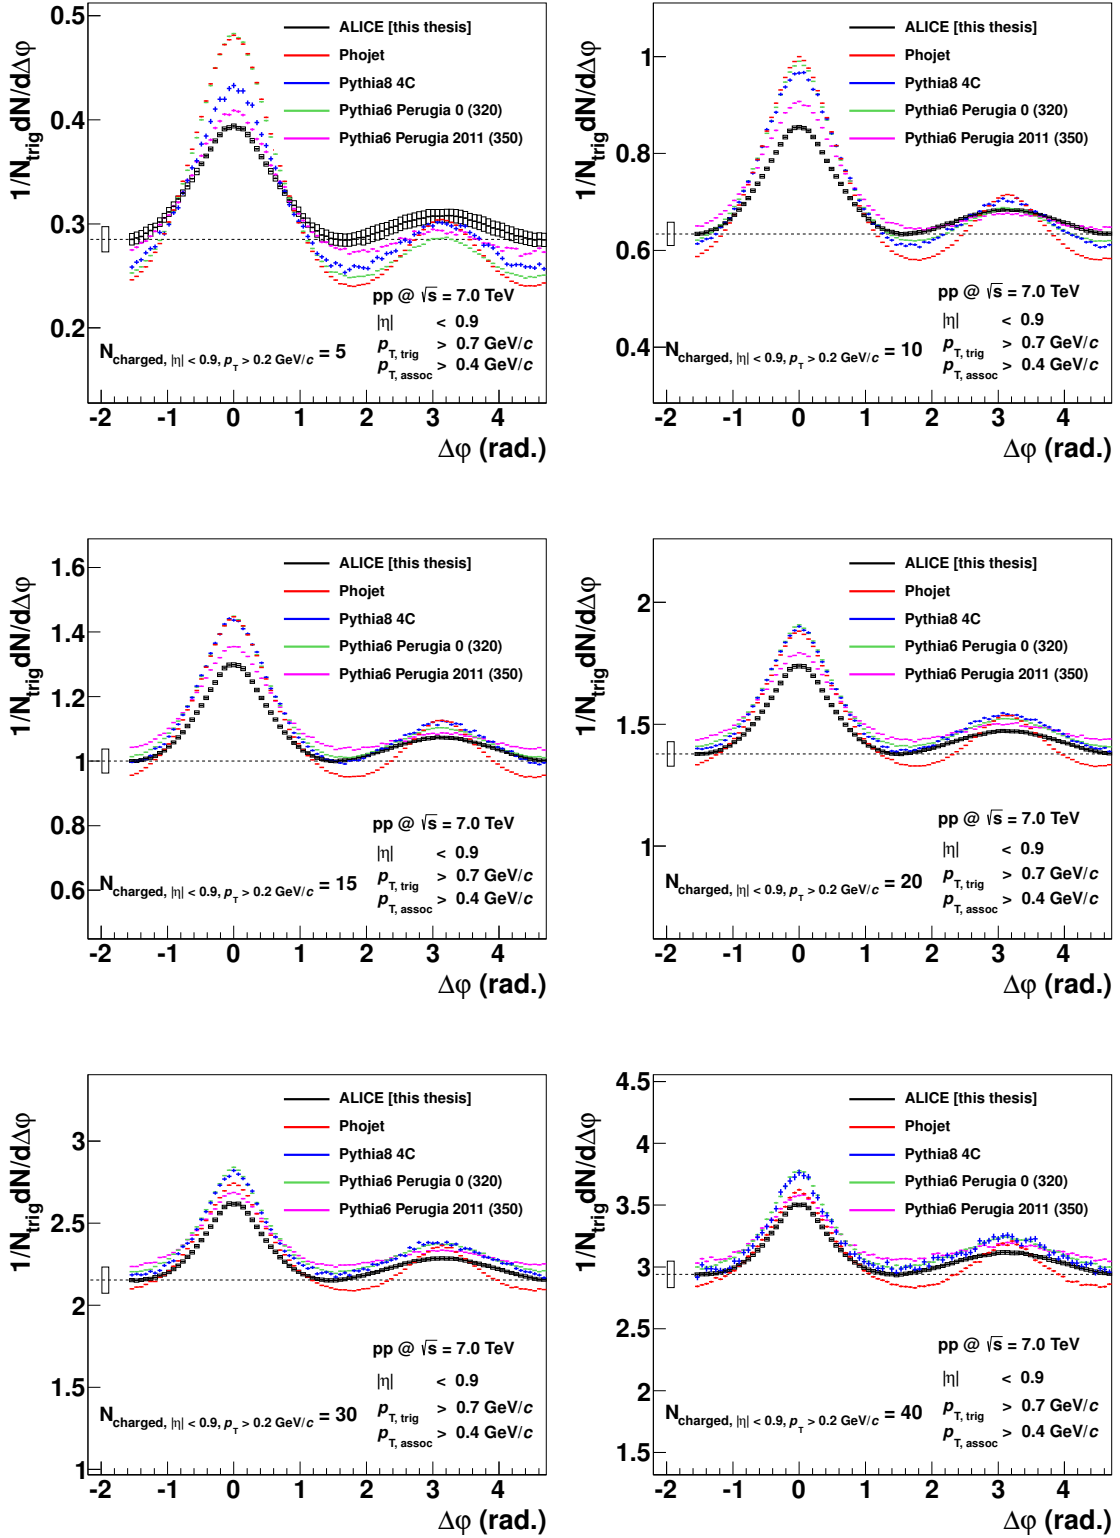 1/N_trig dN/dΔφ
0.5
0.4
0.3
0.2
ALICE [this thesis]
Phojet
Pythia8 4C
Pythia6 Perugia 0 (320)
Pythia6 Perugia 2011 (350)
pp @ √s = 7.0 TeV
|η| < 0.9
p_T, trig > 0.7 GeV/c
p_T, assoc > 0.4 GeV/c
N_charged, |η| < 0.9, p_T > 0.2 GeV/c = 5
-2 -1 0 1 2 3 4
Δφ (rad.)
1/N_trig dN/dΔφ
1
0.8
0.6
0.4
ALICE [this thesis]
Phojet
Pythia8 4C
Pythia6 Perugia 0 (320)
Pythia6 Perugia 2011 (350)
pp @ √s = 7.0 TeV
|η| < 0.9
p_T, trig > 0.7 GeV/c
p_T, assoc > 0.4 GeV/c
N_charged, |η| < 0.9, p_T > 0.2 GeV/c = 10
-2 -1 0 1 2 3 4
Δφ (rad.)
1/N_trig dN/dΔφ
1.6
1.4
1.2
1
0.8
0.6
ALICE [this thesis]
Phojet
Pythia8 4C
Pythia6 Perugia 0 (320)
Pythia6 Perugia 2011 (350)
pp @ √s = 7.0 TeV
|η| < 0.9
p_T, trig > 0.7 GeV/c
p_T, assoc > 0.4 GeV/c
N_charged, |η| < 0.9, p_T > 0.2 GeV/c = 15
-2 -1 0 1 2 3 4
Δφ (rad.)
1/N_trig dN/dΔφ
2
1.5
1
ALICE [this thesis]
Phojet
Pythia8 4C
Pythia6 Perugia 0 (320)
Pythia6 Perugia 2011 (350)
pp @ √s = 7.0 TeV
|η| < 0.9
p_T, trig > 0.7 GeV/c
p_T, assoc > 0.4 GeV/c
N_charged, |η| < 0.9, p_T > 0.2 GeV/c = 20
-2 -1 0 1 2 3 4
Δφ (rad.)
1/N_trig dN/dΔφ
3
2.5
2
1.5
1
ALICE [this thesis]
Phojet
Pythia8 4C
Pythia6 Perugia 0 (320)
Pythia6 Perugia 2011 (350)
pp @ √s = 7.0 TeV
|η| < 0.9
p_T, trig > 0.7 GeV/c
p_T, assoc > 0.4 GeV/c
N_charged, |η| < 0.9, p_T > 0.2 GeV/c = 30
-2 -1 0 1 2 3 4
Δφ (rad.)
1/N_trig dN/dΔφ
4.5
4
3.5
3
2.5
2
1.5
ALICE [this thesis]
Phojet
Pythia8 4C
Pythia6 Perugia 0 (320)
Pythia6 Perugia 2011 (350)
pp @ √s = 7.0 TeV
|η| < 0.9
p_T, trig > 0.7 GeV/c
p_T, assoc > 0.4 GeV/c
N_charged, |η| < 0.9, p_T > 0.2 GeV/c = 40
-2 -1 0 1 2 3 4
Δφ (rad.)